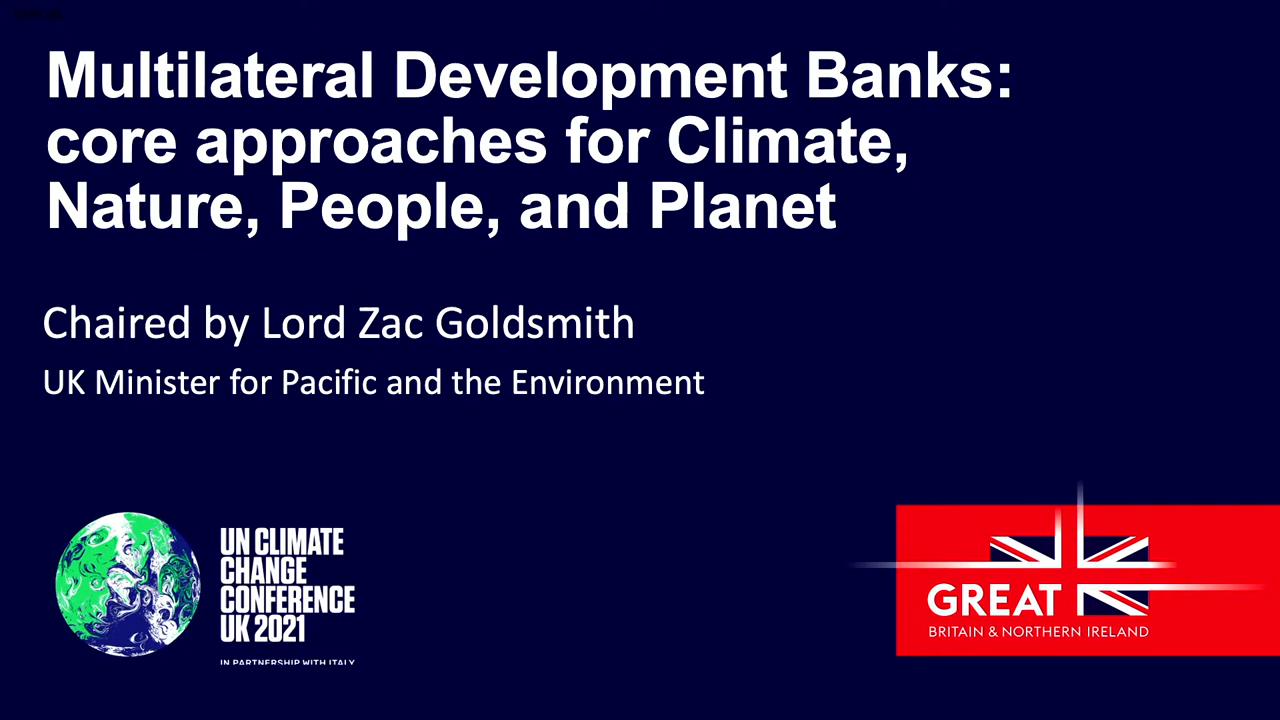 Multilateral Development Banks:
core approaches for Climate,
Nature, People, and Planet
Chaired by Lord Zac Goldsmith
UK Minister for Pacific and the Environment
UN CLIMATE
CHANGE
CONFERENCE
UK 2021
IN PARTNERSHIP WITH ITALY
GREAT
BRITAIN & NORTHERN IRELAND